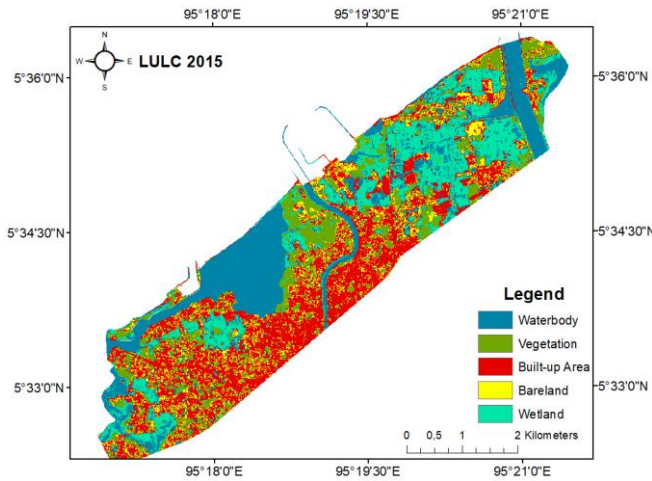 95°18'0"E 95°19'30"E 95°21'0"E
N
W E
S
LULC 2015
5°36'0"N 5°36'0"N
5°34'30"N 5°34'30"N
Legend
Waterbody
Vegetation
Built-up Area
Bareland
Wetland
5°33'0"N 5°33'0"N
0 0,5 1 2 Kilometers
95°18'0"E 95°19'30"E 95°21'0"E